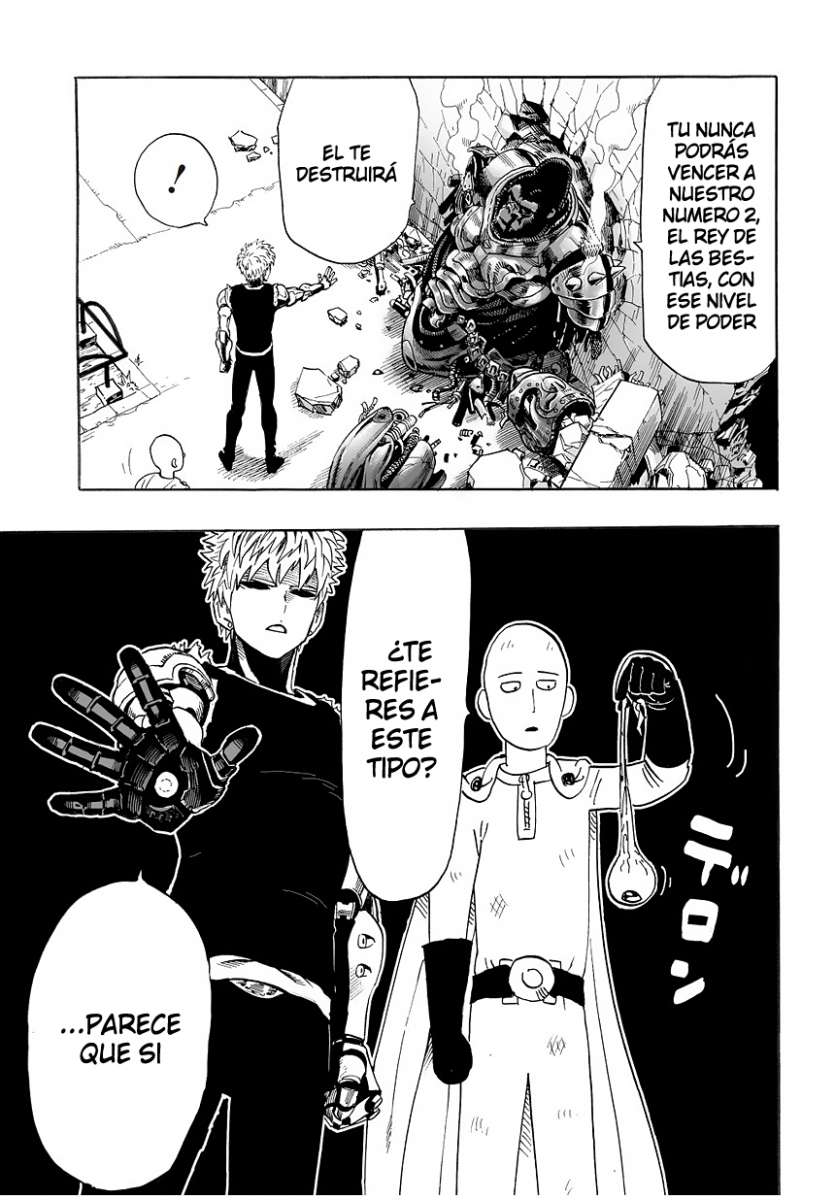 TU NUNCA
PODRÁS
VENCER A
NUESTRO
NUMERO 2,
EL REY DE
LAS BES-
TIAS, CON
ESE NIVEL
DE PODER
EL TE
DESTRUIRÁ
!
¿TE
REFIE-
RES A
ESTE
TIPO?
デロン
...PARECE
QUE SI